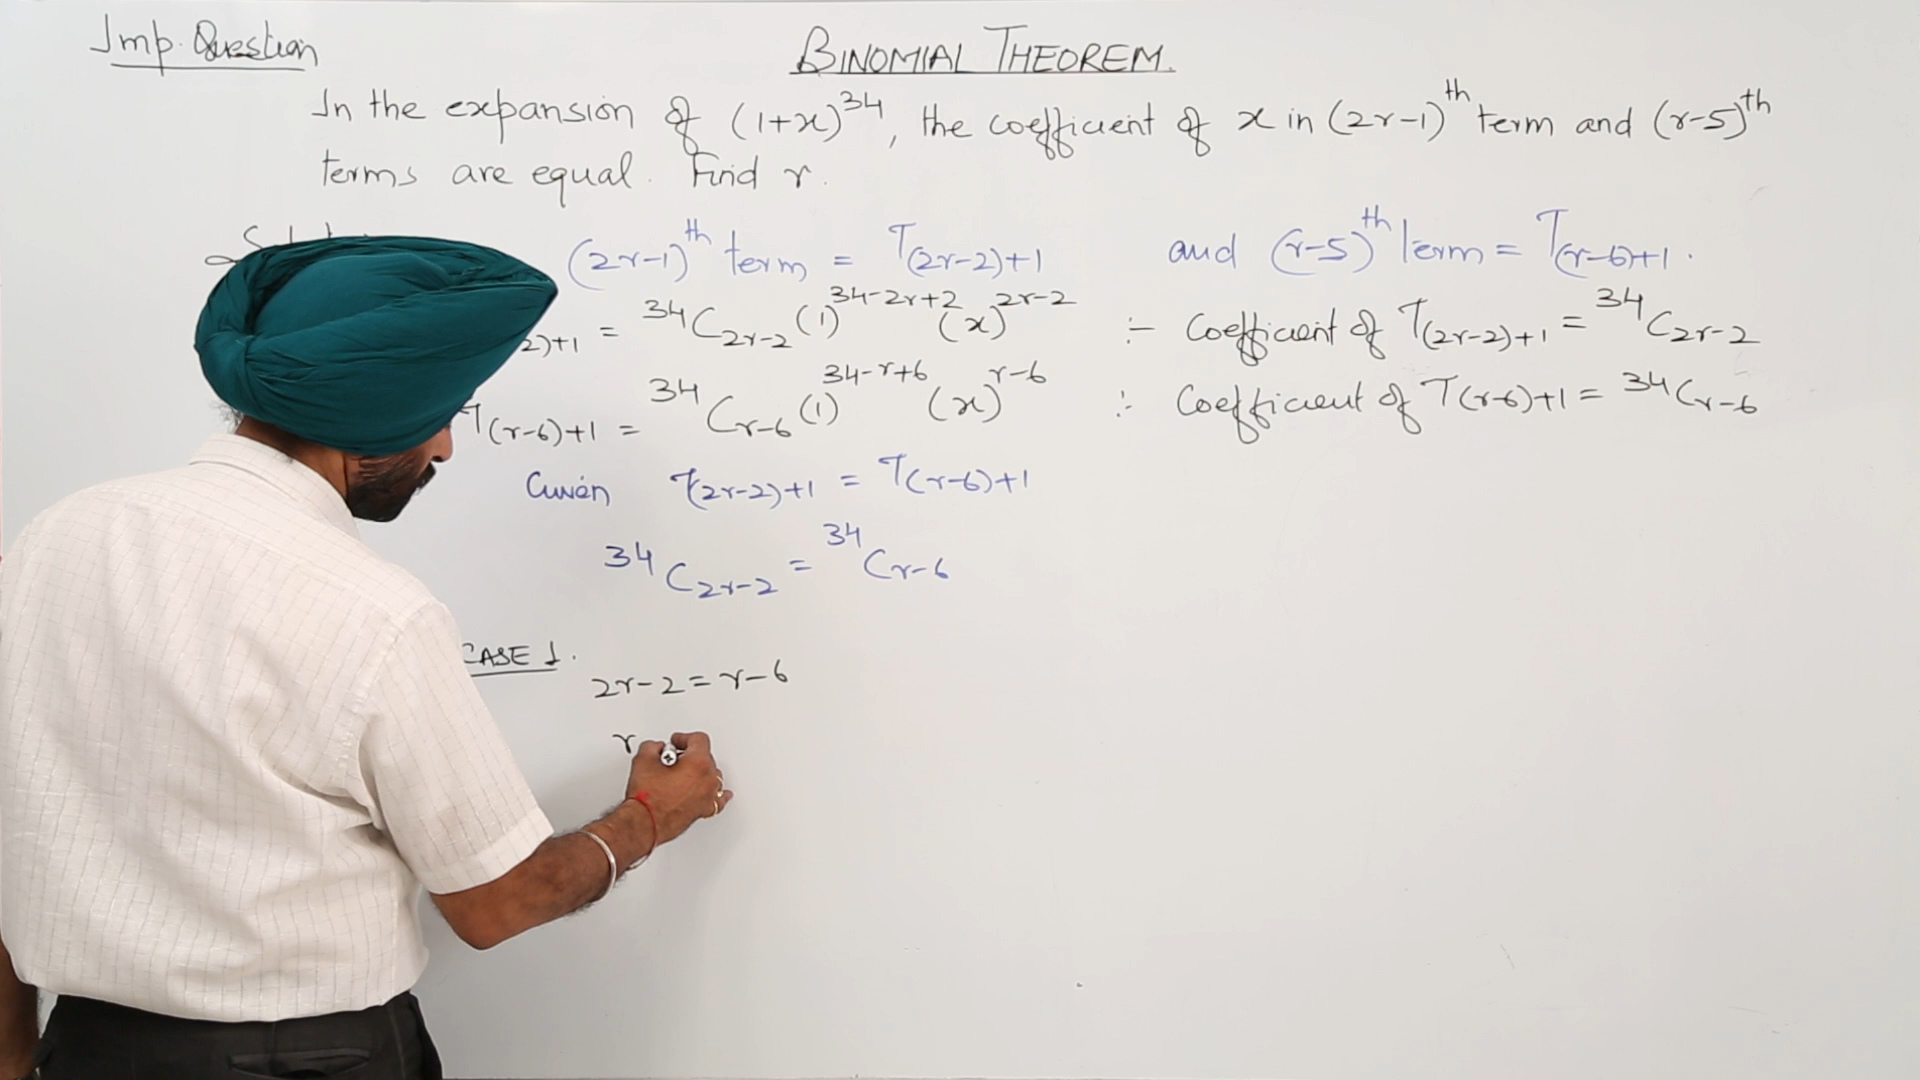 Imp. Question
BINOMIAL THEOREM.
In the expansion of (1+x)³⁴, the coefficient of x in (2r-1)ᵗʰ term and (r-5)ᵗʰ
terms are equal. Find r.
(2r-1)ᵗʰ term = T(2r-2)+1 and (r-5)ᵗʰ term = T(r-6)+1.
2)+1 = ³⁴C₂ᵣ₋₂ (1)³⁴⁻²ʳ⁺² (x)²ʳ⁻² :- Coefficient of T(2r-2)+1 = ³⁴C₂ᵣ₋₂
T(r-6)+1 = ³⁴Cᵣ₋₆ (1)³⁴⁻ʳ⁺⁶ (x)ʳ⁻⁶ :- Coefficient of T(r-6)+1 = ³⁴Cᵣ₋₆
Given T(2r-2)+1 = T(r-6)+1
³⁴C₂ᵣ₋₂ = ³⁴Cᵣ₋₆
CASE 1.
2r-2 = r-6
r